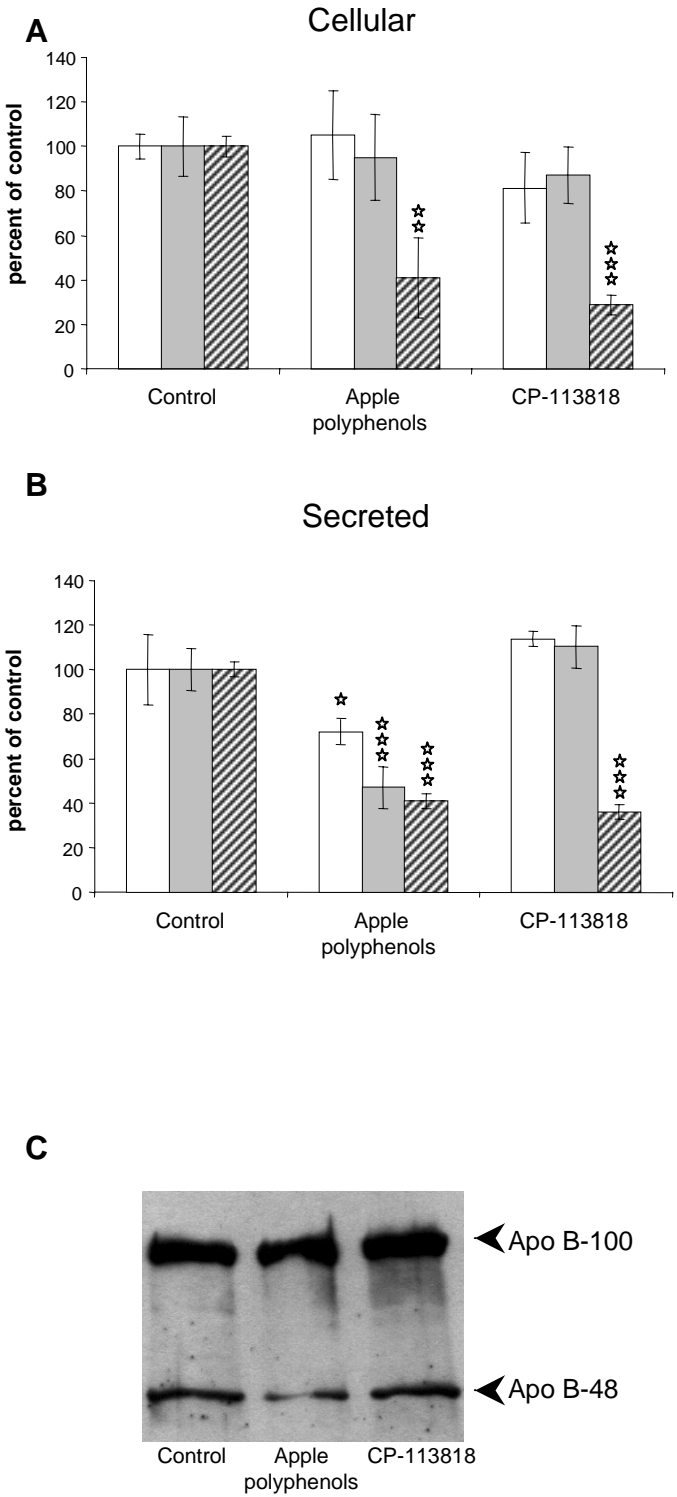 A
Cellular
percent of control
140
120
100
80
60
40
20
0
Control
Apple
polyphenols
CP-113818
B
Secreted
percent of control
140
120
100
80
60
40
20
0
Control
Apple
polyphenols
CP-113818
C
Apo B-100
Apo B-48
Control
Apple
polyphenols
CP-113818